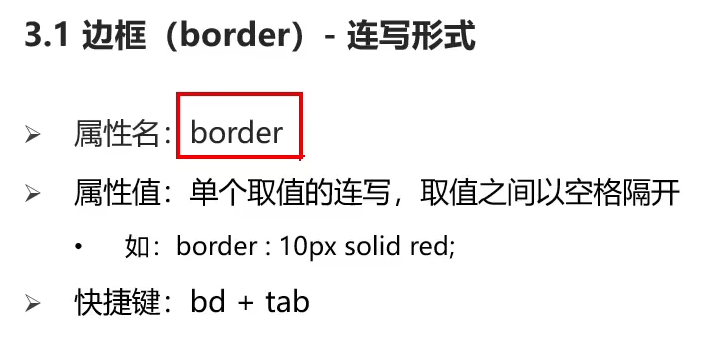 3.1 边框（border）- 连写形式
➢ 属性名：border
➢ 属性值：单个取值的连写，取值之间以空格隔开
• 如：border : 10px solid red;
➢ 快捷键：bd + tab